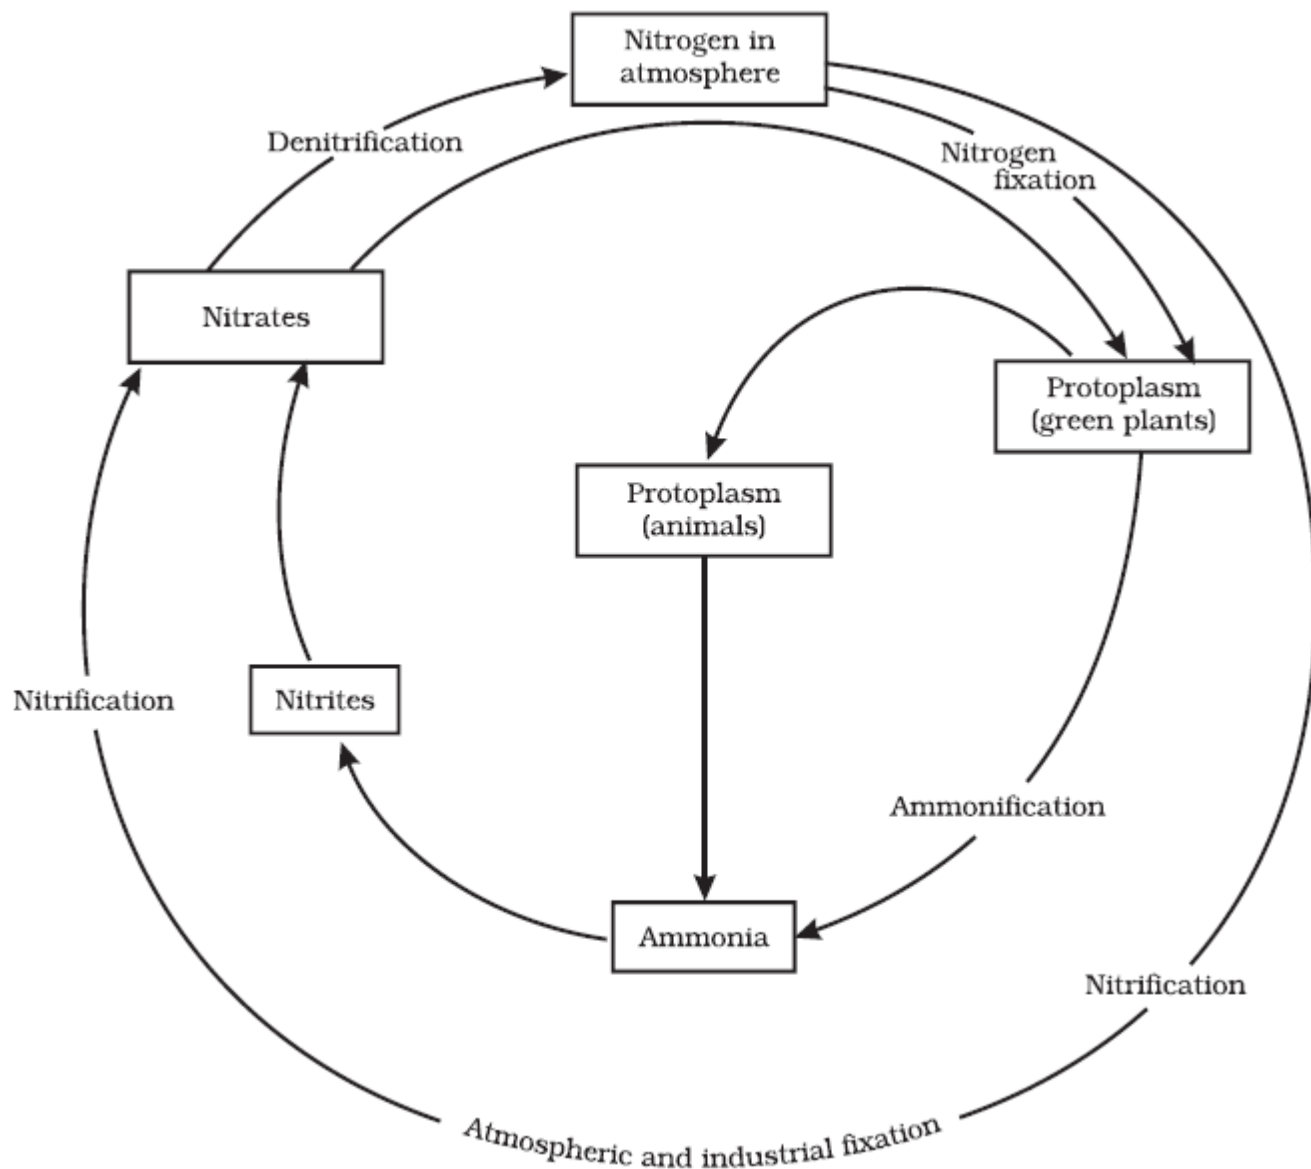 Nitrogen in
atmosphere
Denitrification
Nitrogen
fixation
Nitrates
Protoplasm
(green plants)
Protoplasm
(animals)
Nitrification
Nitrites
Ammonification
Ammonia
Nitrification
Atmospheric and industrial fixation